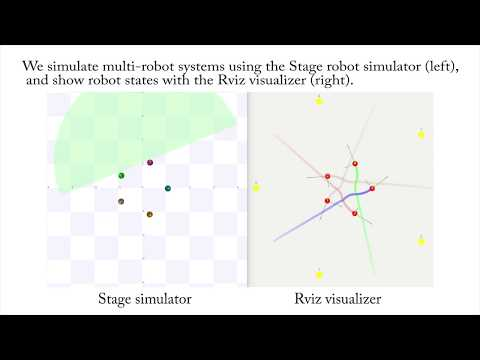 We simulate multi-robot systems using the Stage robot simulator (left),
and show robot states with the Rviz visualizer (right).
Stage simulator
Rviz visualizer